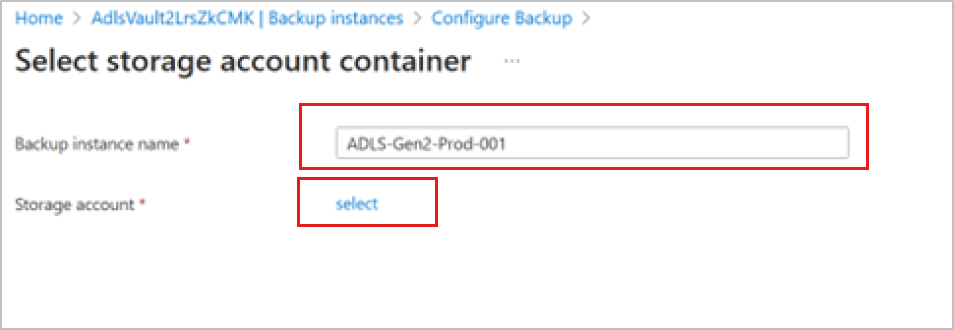 Home > AdlsVault2LrsZkCMK | Backup instances > Configure Backup >
Select storage account container ...
Backup instance name * ADLS-Gen2-Prod-001
Storage account * select